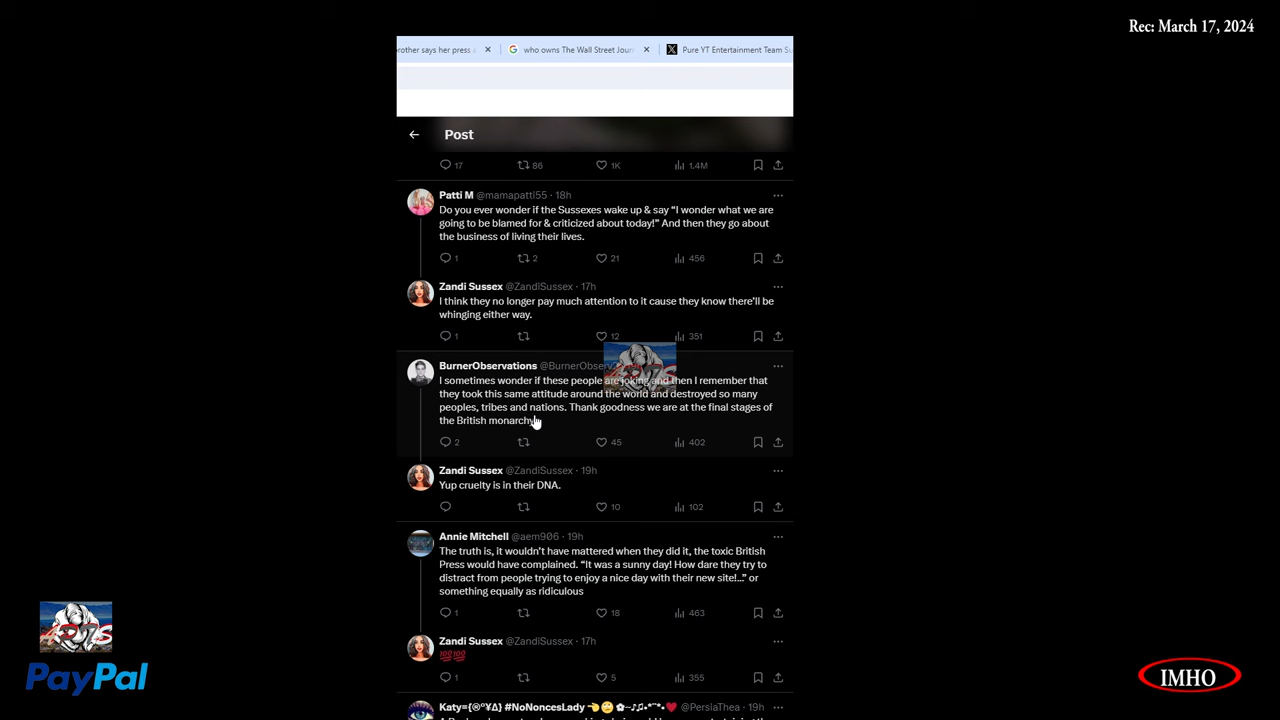 Rec: March 17, 2024
brother says her press a
who owns The Wall Street Jour
Pure YT Entertainment Team Su
Post
17 86 1K 1.4M
Patti M @mamapatti55 · 18h
Do you ever wonder if the Sussexes wake up & say “I wonder what we are
going to be blamed for & criticized about today!” And then they go about
the business of living their lives.
1 2 21 456
Zandi Sussex @ZandiSussex · 17h
I think they no longer pay much attention to it cause they know there’ll be
whinging either way.
1 12 351
BurnerObservations @BurnerObserv
I sometimes wonder if these people are joking and then I remember that
they took this same attitude around the world and destroyed so many
peoples, tribes and nations. Thank goodness we are at the final stages of
the British monarchy
2 45 402
Zandi Sussex @ZandiSussex · 19h
Yup cruelty is in their DNA.
10 102
Annie Mitchell @aem906 · 19h
The truth is, it wouldn’t have mattered when they did it, the toxic British
Press would have complained. “It was a sunny day! How dare they try to
distract from people trying to enjoy a nice day with their new site!..” or
something equally as ridiculous
1 18 463
Zandi Sussex @ZandiSussex · 17h
💯💯
1 5 355
#NoNoncesLady @PersiaThea · 19h
PayPal
IMHO